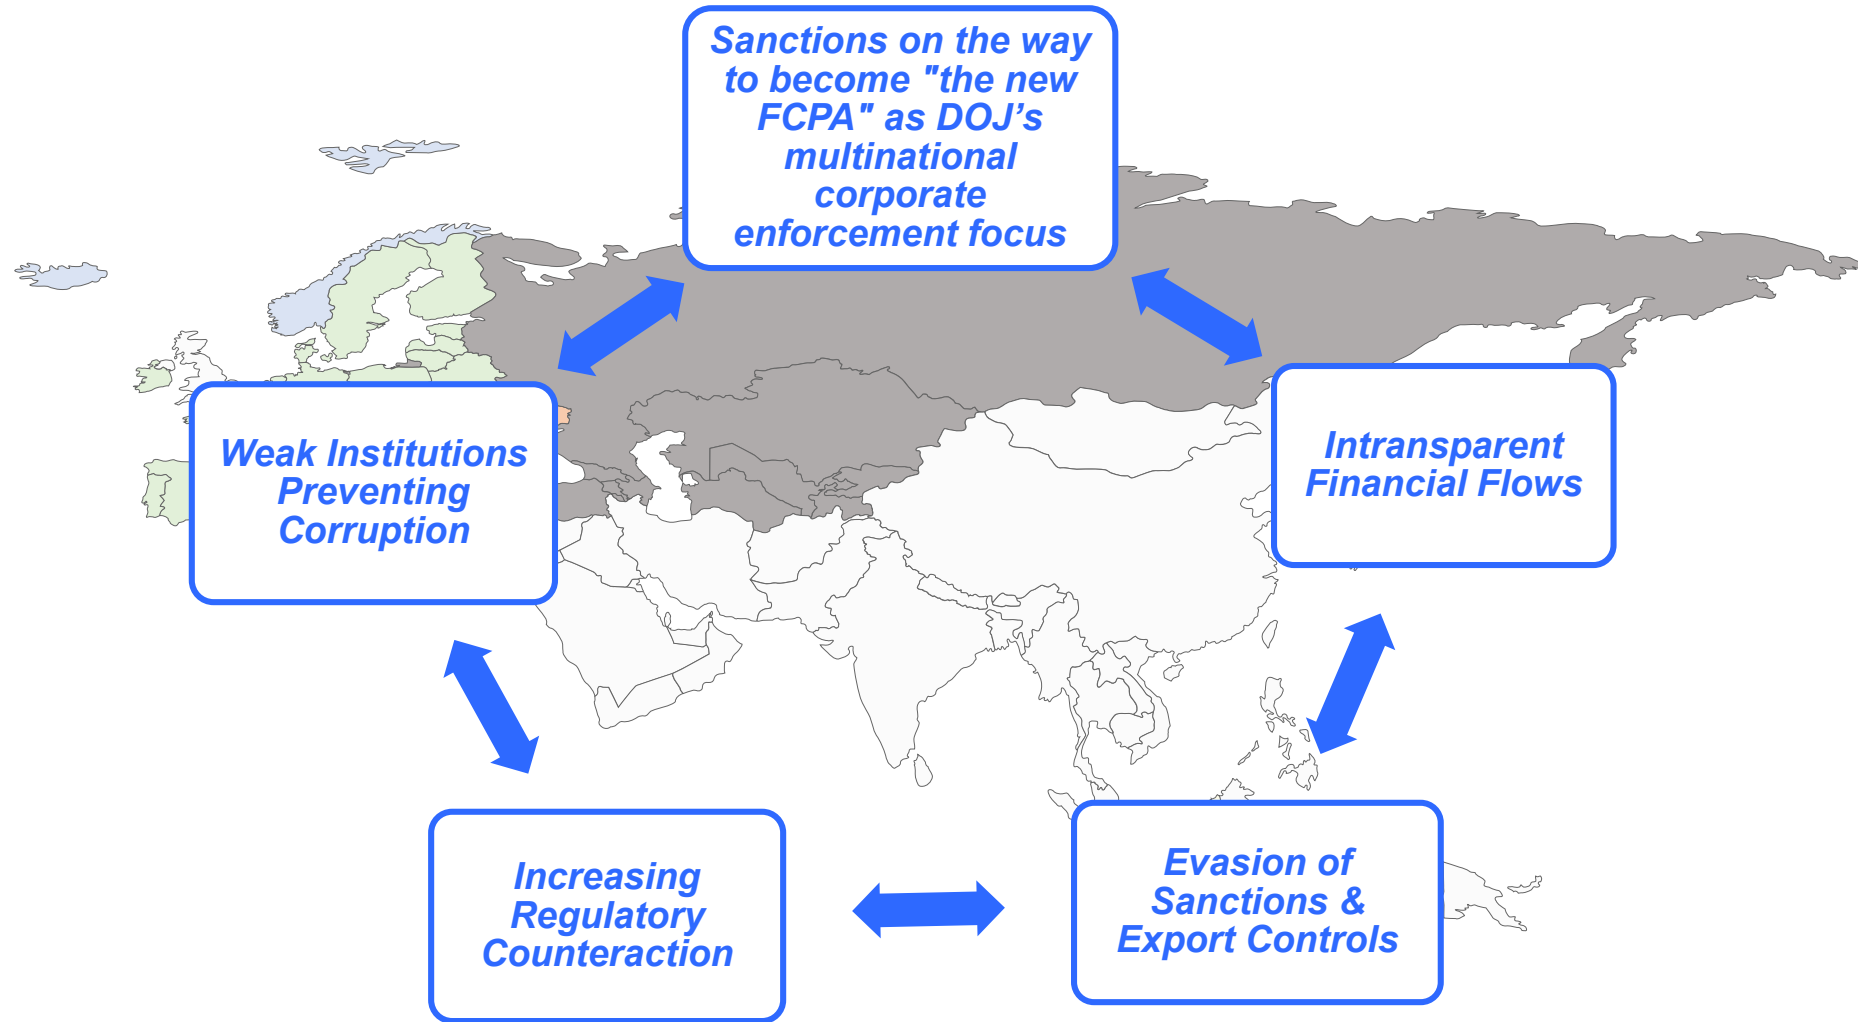 Sanctions on the way
to become "the new
FCPA" as DOJ’s
multinational
corporate
enforcement focus
Weak Institutions
Preventing
Corruption
Intransparent
Financial Flows
Increasing
Regulatory
Counteraction
Evasion of
Sanctions &
Export Controls